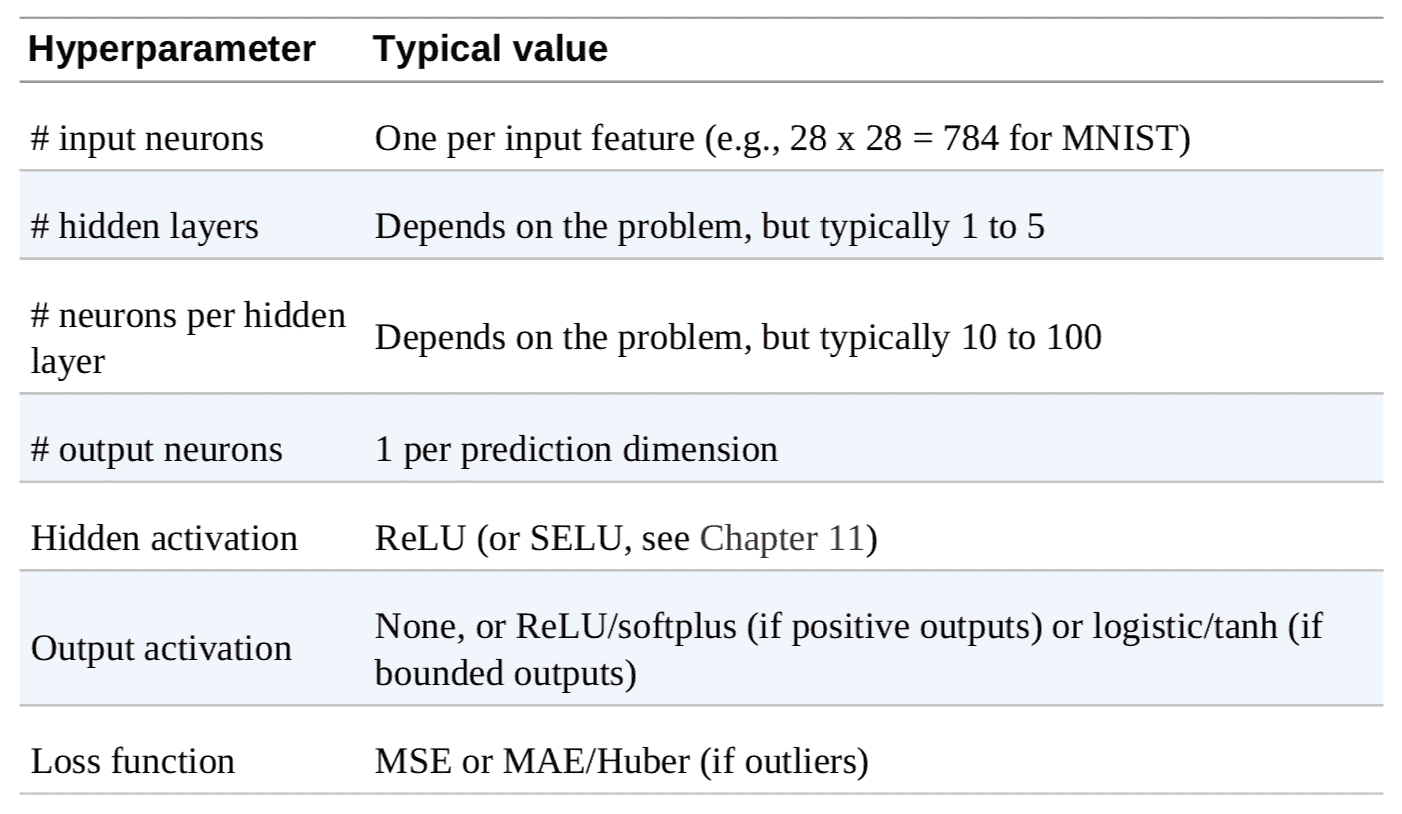 Hyperparameter Typical value
# input neurons One per input feature (e.g., 28 x 28 = 784 for MNIST)
# hidden layers Depends on the problem, but typically 1 to 5
# neurons per hidden
layer
Depends on the problem, but typically 10 to 100
# output neurons 1 per prediction dimension
Hidden activation ReLU (or SELU, see Chapter 11)
Output activation
None, or ReLU/softplus (if positive outputs) or logistic/tanh (if
bounded outputs)
Loss function MSE or MAE/Huber (if outliers)